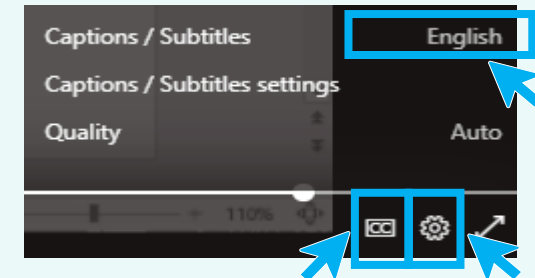 Captions / Subtitles English
Captions / Subtitles settings
Quality Auto
110%
CC